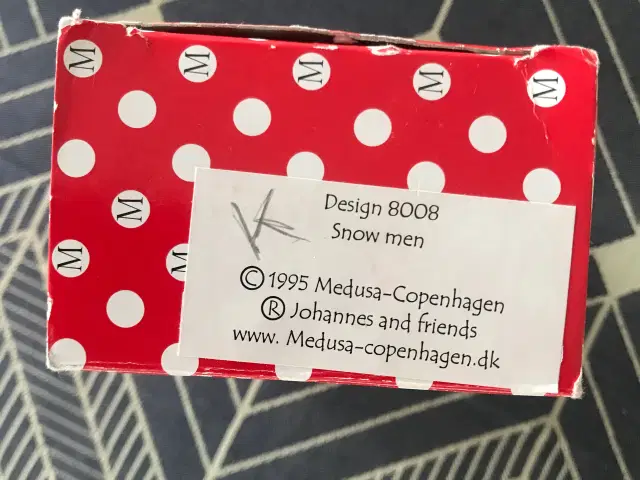 M M M M M
M
M
M
K
Design 8008
Snow men
© 1995 Medusa-Copenhagen
® Johannes and friends
www. Medusa-copenhagen.dk